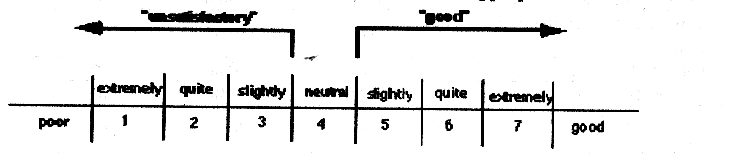 "unsatisfactory" "good"
extremely quite slightly neutral slightly quite extremely
poor 1 2 3 4 5 6 7 good